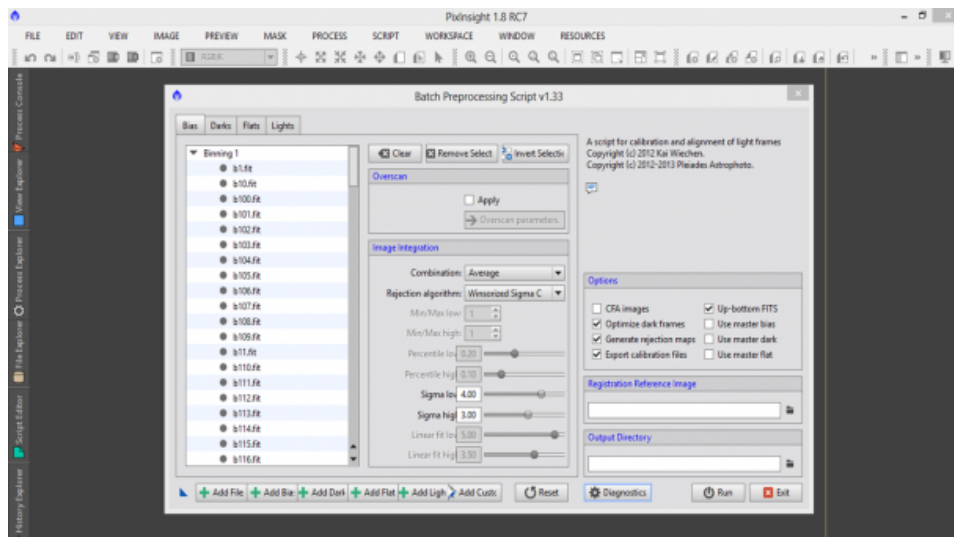 PixInsight 1.8 RC7
FILE EDIT VIEW IMAGE PREVIEW MASK PROCESS SCRIPT WORKSPACE WINDOW RESOURCES
RGB/K
Process Console
View Explorer
Process Explorer
File Explorer
Script Editor
History Explorer
Batch Preprocessing Script v1.33
Bias Darks Flats Lights
Binning 1
b1.fit
b10.fit
b100.fit
b101.fit
b102.fit
b103.fit
b104.fit
b105.fit
b106.fit
b107.fit
b108.fit
b109.fit
b11.fit
b110.fit
b111.fit
b112.fit
b113.fit
b114.fit
b115.fit
b116.fit
Clear Remove Select Invert Selectio
Overscan
Apply
Overscan parameters.
Image Integration
Combination: Average
Rejection algorithm: Winsorized Sigma C
Min/Max low: 1
Min/Max high: 1
Percentile lo 0.20
Percentile hig 0.10
Sigma lov 4.00
Sigma higl 3.00
Linear fit lov 5.00
Linear fit hig 3.50
A script for calibration and alignment of light frames
Copyright (c) 2012 Kai Wiechen.
Copyright (c) 2012-2013 Pleiades Astrophoto.
Options
CFA images Up-bottom FITS
Optimize dark frames Use master bias
Generate rejection maps Use master dark
Export calibration files Use master flat
Registration Reference Image
Output Directory
Add File Add Bia: Add Dark Add Flat Add Ligh Add Custc Reset Diagnostics Run Exit